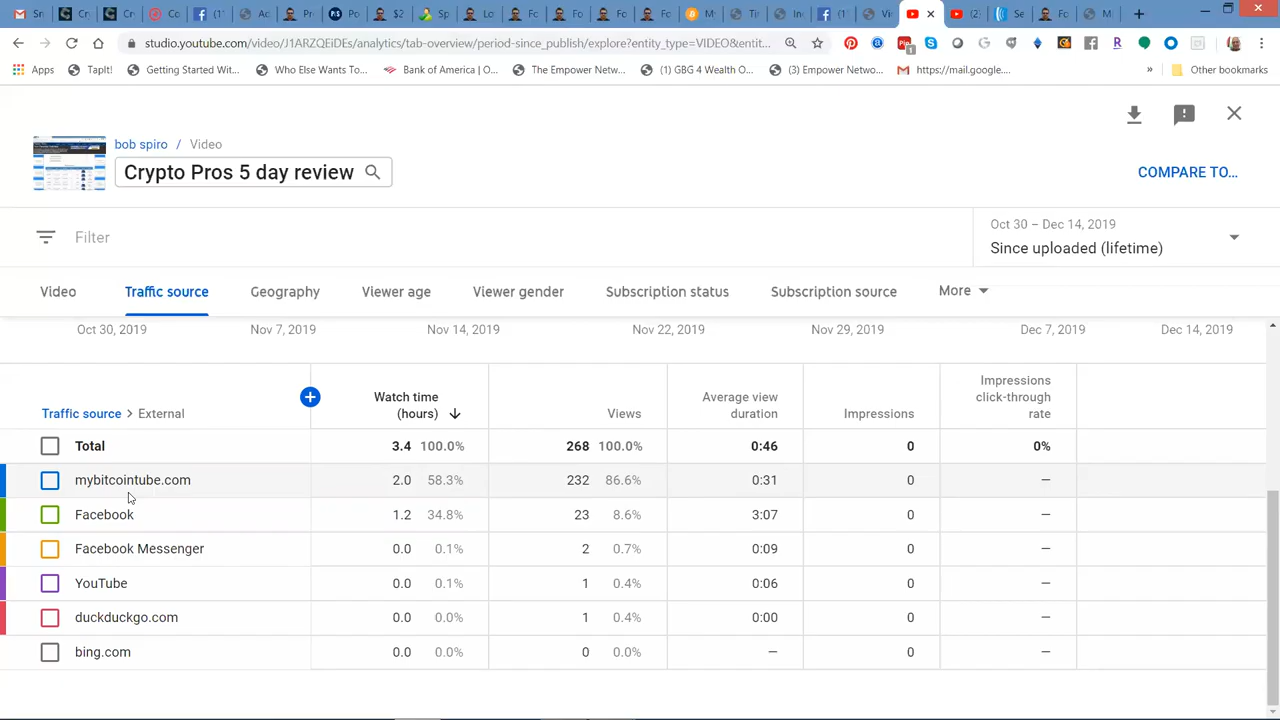 studio.youtube.com/video/J1ARZQEiDEs/analytics/tab-overview/period-since_publish/explore?entity_type=VIDEO&entit...
Apps TapIt! Getting Started Wit... Who Else Wants To... Bank of America | O... The Empower Netw... (1) GBG 4 Wealth O... (3) Empower Netwo... https://mail.google.... » Other bookmarks
bob spiro / Video
Crypto Pros 5 day review
COMPARE TO...
Filter
Oct 30 – Dec 14, 2019
Since uploaded (lifetime)
Video Traffic source Geography Viewer age Viewer gender Subscription status Subscription source More
Oct 30, 2019 Nov 7, 2019 Nov 14, 2019 Nov 22, 2019 Nov 29, 2019 Dec 7, 2019 Dec 14, 2019
Traffic source > External
Watch time
(hours)
Views
Average view
duration
Impressions
Impressions
click-through
rate
Total 3.4 100.0% 268 100.0% 0:46 0 0%
mybitcointube.com 2.0 58.3% 232 86.6% 0:31 0 —
Facebook 1.2 34.8% 23 8.6% 3:07 0 —
Facebook Messenger 0.0 0.1% 2 0.7% 0:09 0 —
YouTube 0.0 0.1% 1 0.4% 0:06 0 —
duckduckgo.com 0.0 0.0% 1 0.4% 0:00 0 —
bing.com 0.0 0.0% 0 0.0% — 0 —